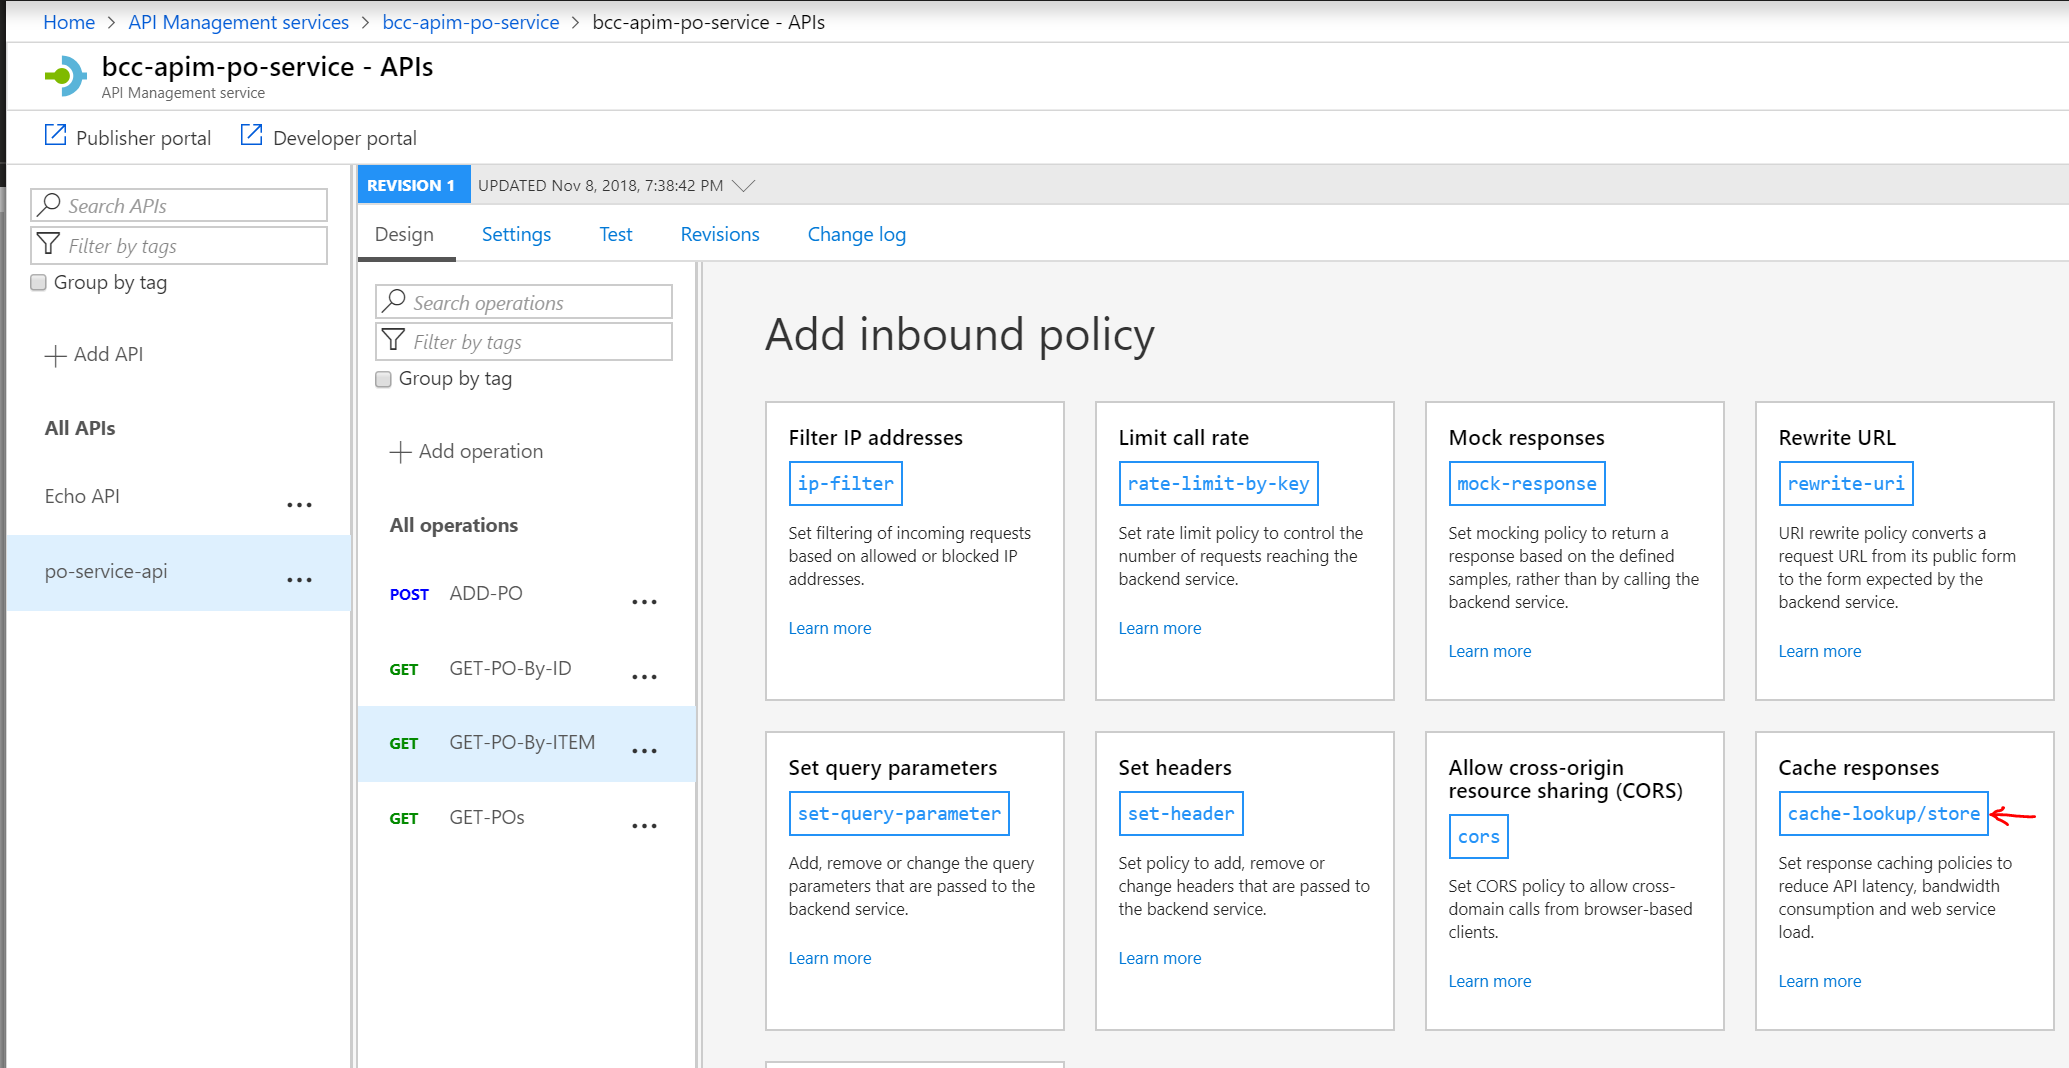 Home > API Management services > bcc-apim-po-service > bcc-apim-po-service - APIs
bcc-apim-po-service - APIs
API Management service
Publisher portal
Developer portal
Search APIs
Filter by tags
Group by tag
Add API
All APIs
Echo API
...
po-service-api
...
REVISION 1
UPDATED Nov 8, 2018, 7:38:42 PM
Design
Settings
Test
Revisions
Change log
Search operations
Filter by tags
Group by tag
Add operation
All operations
POST ADD-PO
...
GET GET-PO-By-ID
...
GET GET-PO-By-ITEM
...
GET GET-POs
...
Add inbound policy
Filter IP addresses
ip-filter
Set filtering of incoming requests
based on allowed or blocked IP
addresses.
Learn more
Limit call rate
rate-limit-by-key
Set rate limit policy to control the
number of requests reaching the
backend service.
Learn more
Mock responses
mock-response
Set mocking policy to return a
response based on the defined
samples, rather than by calling the
backend service.
Learn more
Rewrite URL
rewrite-uri
URI rewrite policy converts a
request URL from its public form
to the form expected by the
backend service.
Learn more
Set query parameters
set-query-parameter
Add, remove or change the query
parameters that are passed to the
backend service.
Learn more
Set headers
set-header
Set policy to add, remove or
change headers that are passed to
the backend service.
Learn more
Allow cross-origin
resource sharing (CORS)
cors
Set CORS policy to allow cross-
domain calls from browser-based
clients.
Learn more
Cache responses
cache-lookup/store
Set response caching policies to
reduce API latency, bandwidth
consumption and web service
load.
Learn more